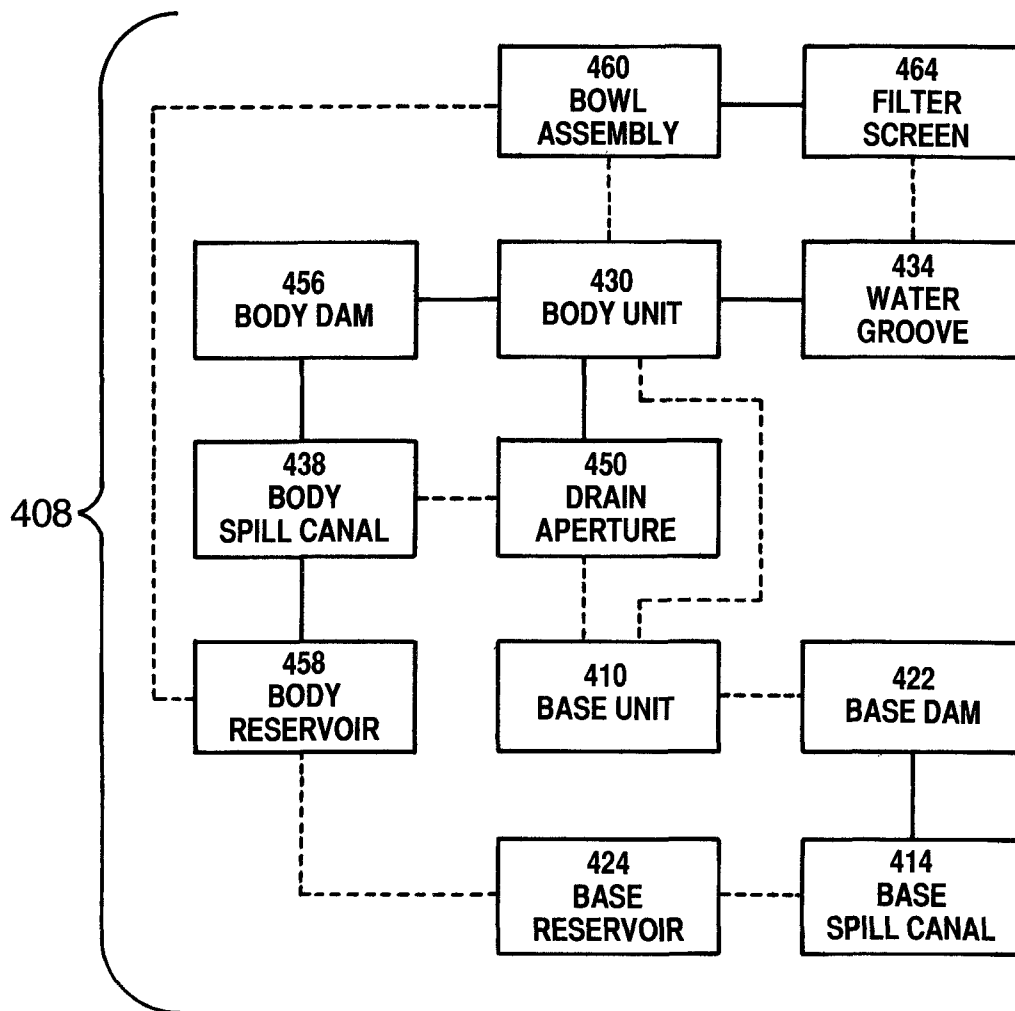 460
BOWL
ASSEMBLY
464
FILTER
SCREEN
456
BODY DAM
430
BODY UNIT
434
WATER
GROOVE
408
438
BODY
SPILL CANAL
450
DRAIN
APERTURE
458
BODY
RESERVOIR
410
BASE UNIT
422
BASE DAM
424
BASE
RESERVOIR
414
BASE
SPILL CANAL